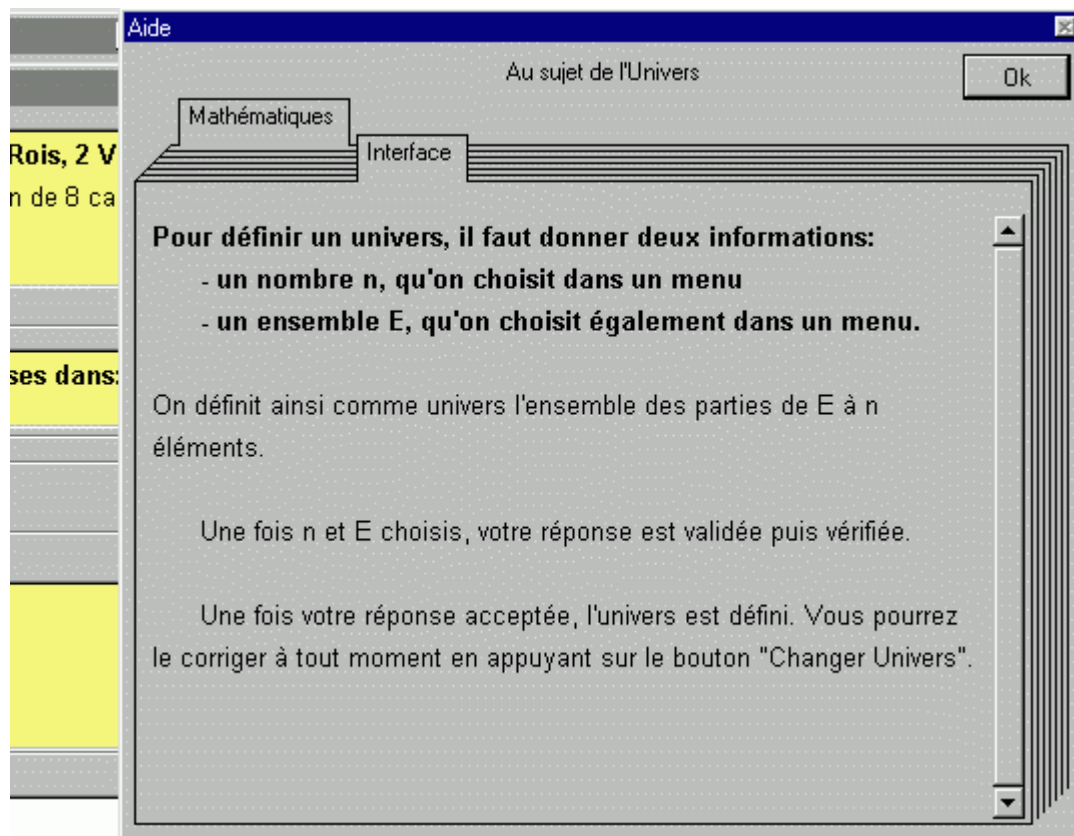 Aide
Au sujet de l'Univers
Ok
Mathématiques
Interface
Rois, 2 V
n de 8 ca
ses dans:
Pour définir un univers, il faut donner deux informations:
- un nombre n, qu'on choisit dans un menu
- un ensemble E, qu'on choisit également dans un menu.
On définit ainsi comme univers l'ensemble des parties de E à n
éléments.
Une fois n et E choisis, votre réponse est validée puis vérifiée.
Une fois votre réponse acceptée, l'univers est défini. Vous pourrez
le corriger à tout moment en appuyant sur le bouton "Changer Univers".